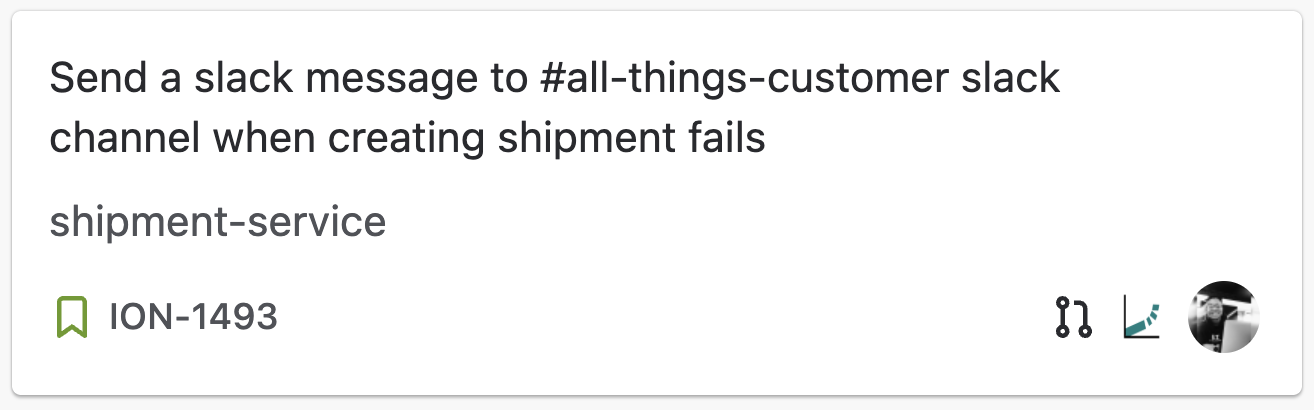 Send a slack message to #all-things-customer slack
channel when creating shipment fails
shipment-service
ION-1493